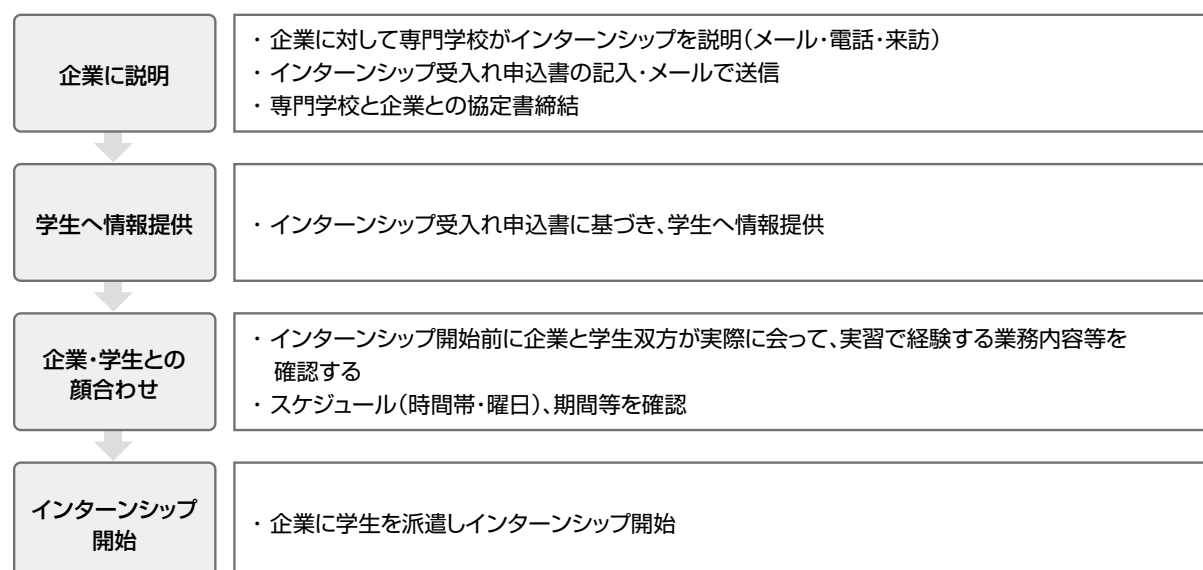 企業に説明
・ 企業に対して専門学校がインターンシップを説明(メール・電話・来訪)
・ インターンシップ受入れ申込書の記入・メールで送信
・ 専門学校と企業との協定書締結
学生へ情報提供
・ インターンシップ受入れ申込書に基づき、学生へ情報提供
企業・学生との
顔合わせ
・ インターンシップ開始前に企業と学生双方が実際に会って、実習で経験する業務内容等を
確認する
・ スケジュール(時間帯・曜日)、期間等を確認
インターンシップ
開始
・ 企業に学生を派遣しインターンシップ開始